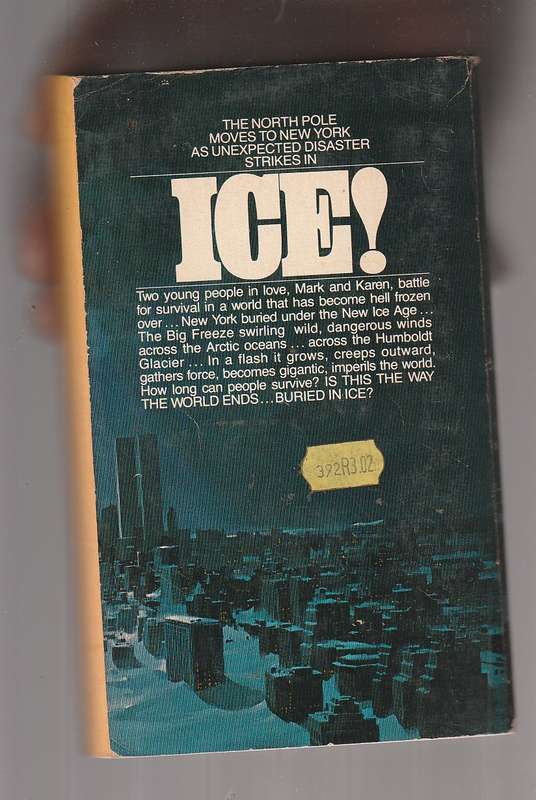 THE NORTH POLE
MOVES TO NEW YORK
AS UNEXPECTED DISASTER
STRIKES IN
ICE!
Two young people in love, Mark and Karen, battle
for survival in a world that has become hell frozen
over... New York buried under the New Ice Age...
The Big Freeze swirling wild, dangerous winds
across the Arctic oceans... across the Humboldt
Glacier... In a flash it grows, creeps outward,
gathers force, becomes gigantic, imperils the world.
How long can people survive? IS THIS THE WAY
THE WORLD ENDS...BURIED IN ICE?
392R3.02